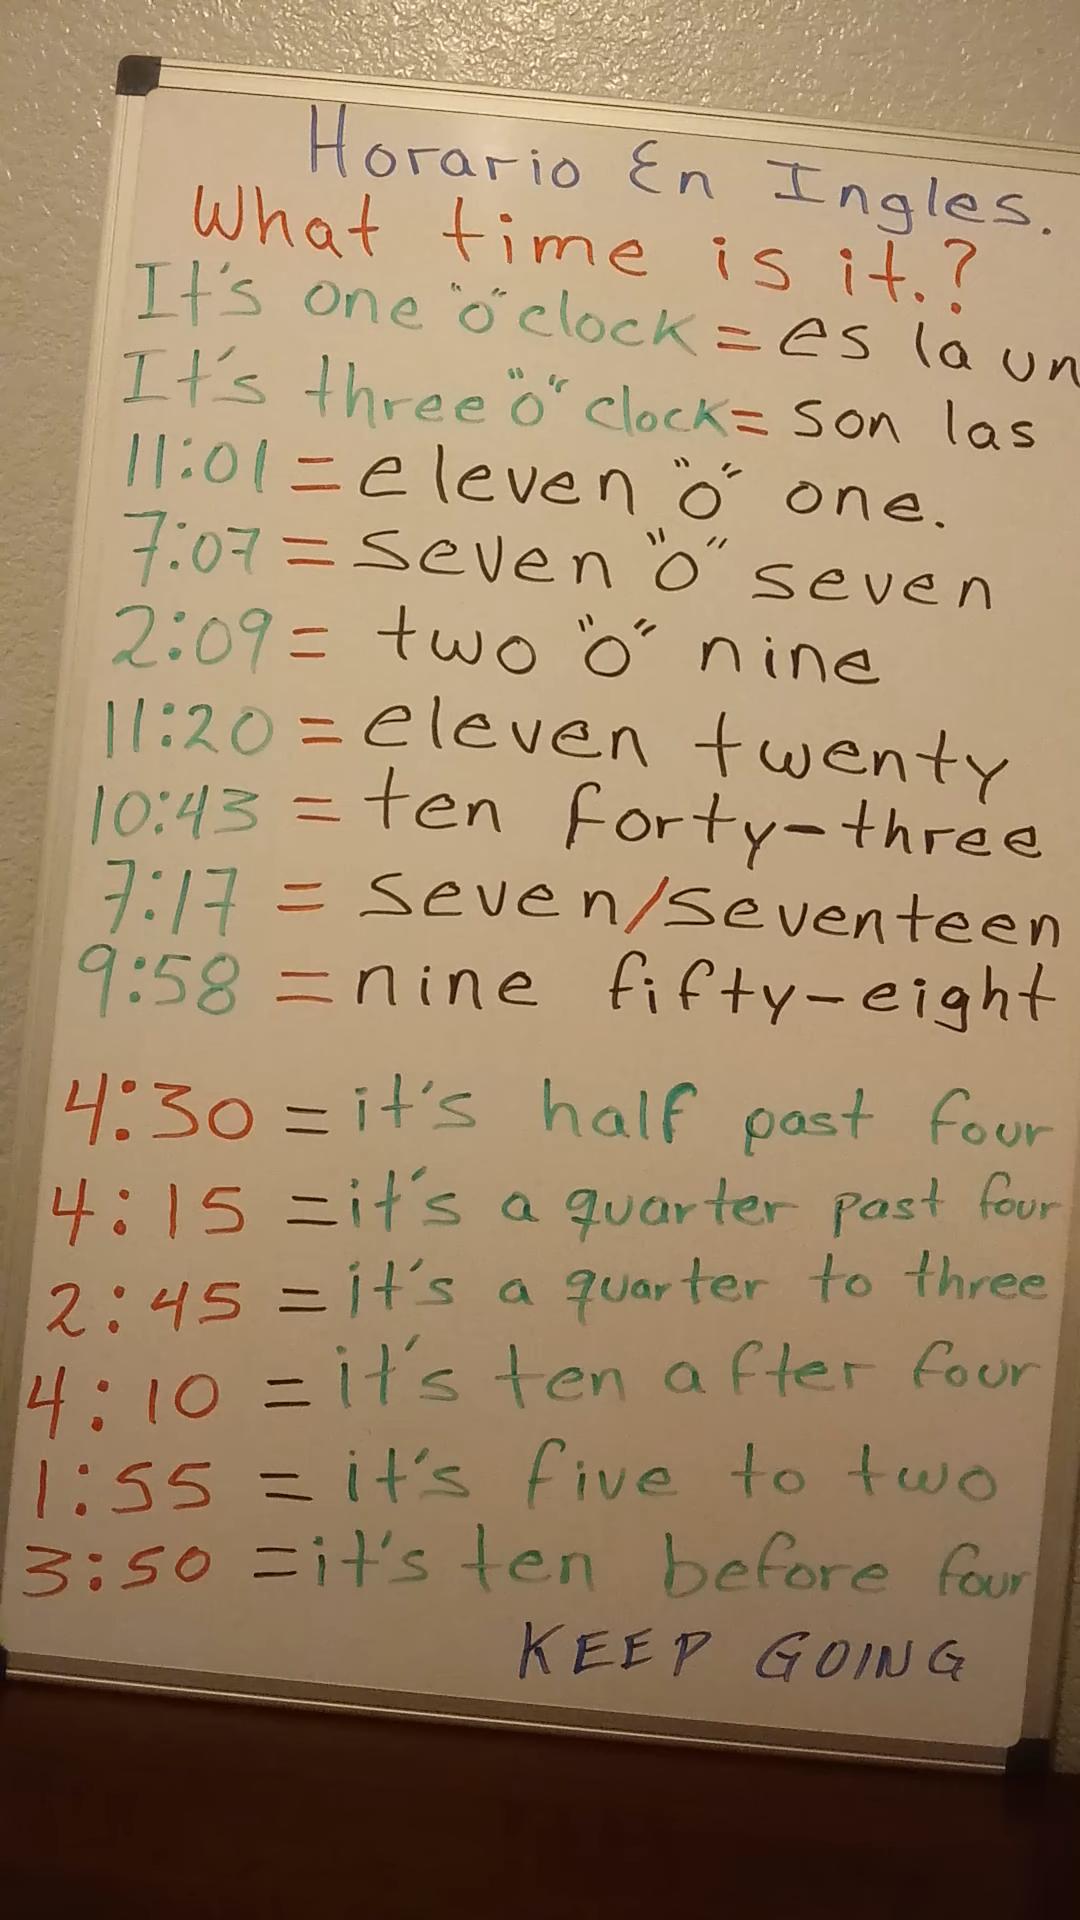 Horario En Ingles.
What time is it.?
It's one "o" clock = es la un
It's three "o" clock = son las
11:01 = eleven "o" one.
7:07 = seven "o" seven
2:09 = two "o" nine
11:20 = eleven twenty
10:43 = ten forty-three
7:17 = seven/seventeen
9:58 = nine fifty-eight
4:30 = it's half past four
4:15 = it's a quarter past four
2:45 = it's a quarter to three
4:10 = it's ten after four
1:55 = it's five to two
3:50 = it's ten before four
KEEP GOING